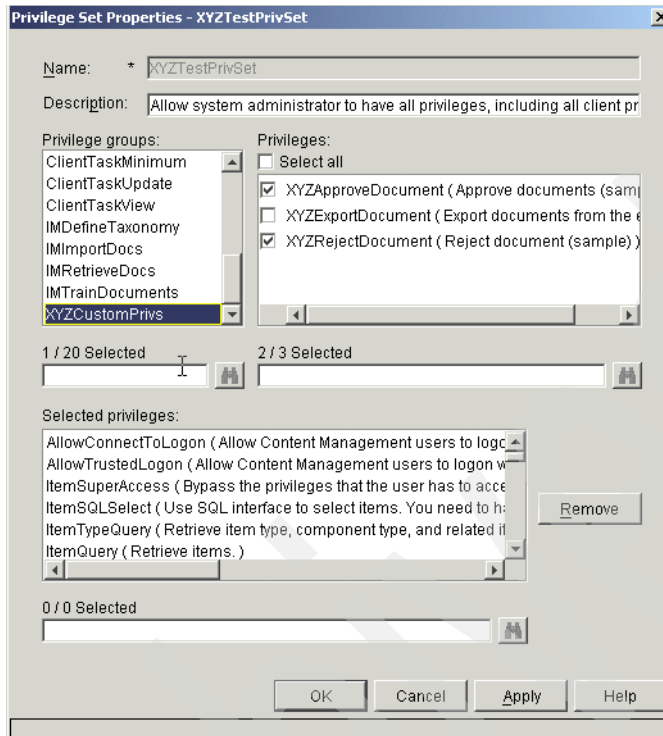 Privilege Set Properties - XYZTestPrivSet
Name: * XYZTestPrivSet
Description: Allow system administrator to have all privileges, including all client pr
Privilege groups:
ClientTaskMinimum
ClientTaskUpdate
ClientTaskView
IMDefineTaxonomy
IMImportDocs
IMRetrieveDocs
IMTrainDocuments
XYZCustomPrivs
1 / 20 Selected
Privileges:
Select all
XYZApproveDocument ( Approve documents (sam
XYZExportDocument ( Export documents from the e
XYZRejectDocument ( Reject document (sample) )
2 / 3 Selected
Selected privileges:
AllowConnectToLogon ( Allow Content Management users to logo
AllowTrustedLogon ( Allow Content Management users to logon w
ItemSuperAccess ( Bypass the privileges that the user has to acce
ItemSQLSelect ( Use SQL interface to select items. You need to ha
ItemTypeQuery ( Retrieve item type, component type, and related it
ItemQuery ( Retrieve items. )
Remove
0 / 0 Selected
OK Cancel Apply Help